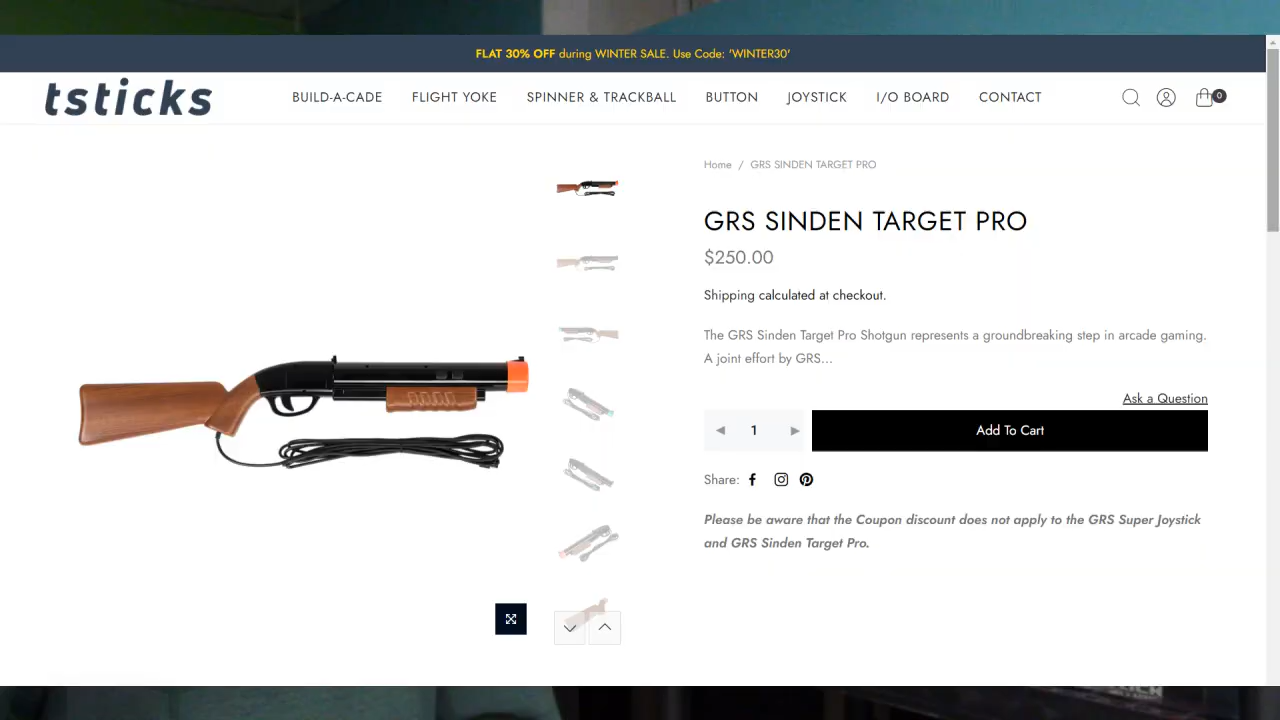 FLAT 30% OFF during WINTER SALE. Use Code: 'WINTER30'
tsticks
BUILD-A-CADE FLIGHT YOKE SPINNER & TRACKBALL BUTTON JOYSTICK I/O BOARD CONTACT
0
Home / GRS SINDEN TARGET PRO
GRS SINDEN TARGET PRO
$250.00
Shipping calculated at checkout.
The GRS Sinden Target Pro Shotgun represents a groundbreaking step in arcade gaming.
A joint effort by GRS...
Ask a Question
1
Add To Cart
Share:
Please be aware that the Coupon discount does not apply to the GRS Super Joystick
and GRS Sinden Target Pro.